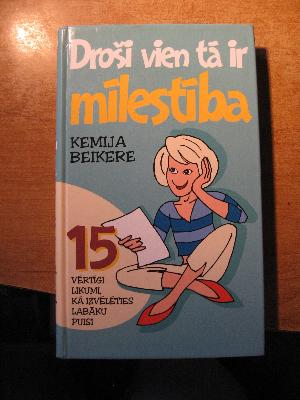 Droši vien tā ir
mīlestība
KEMIJA
BEIKERE
15
VĒRTĪGI
LIKUMI,
KĀ IZVĒLĒTIES
LABĀKU
PUISI